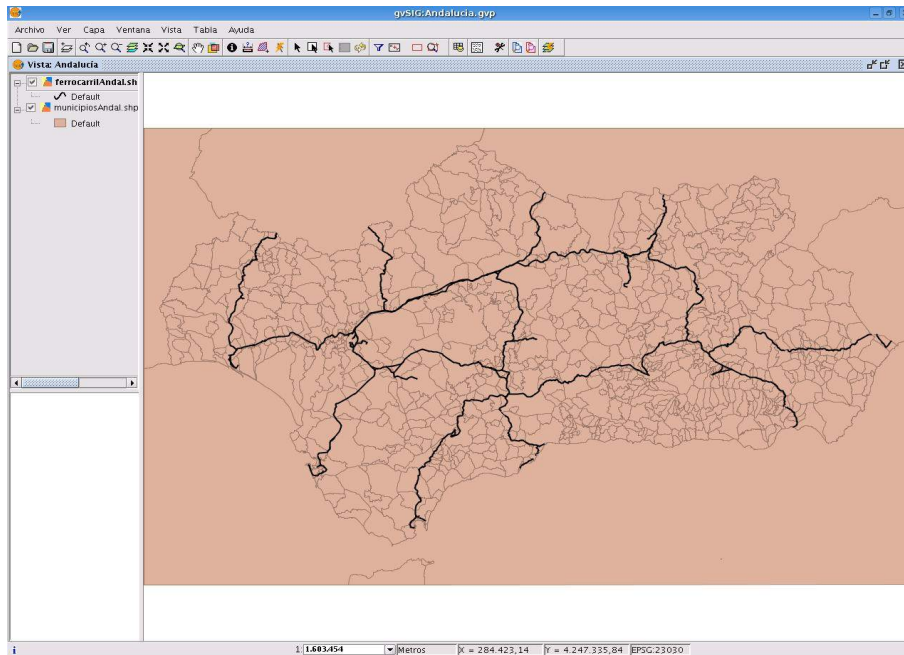 gvSIG:Andalucia.gvp
Archivo Ver Capa Ventana Vista Tabla Ayuda
Vista: Andalucía
ferrocarrilAndal.sh
Default
municipiosAndal.shp
Default
1: 1.603.454 Metros X = 284.423,14 Y = 4.247.335,84 EPSG:23030